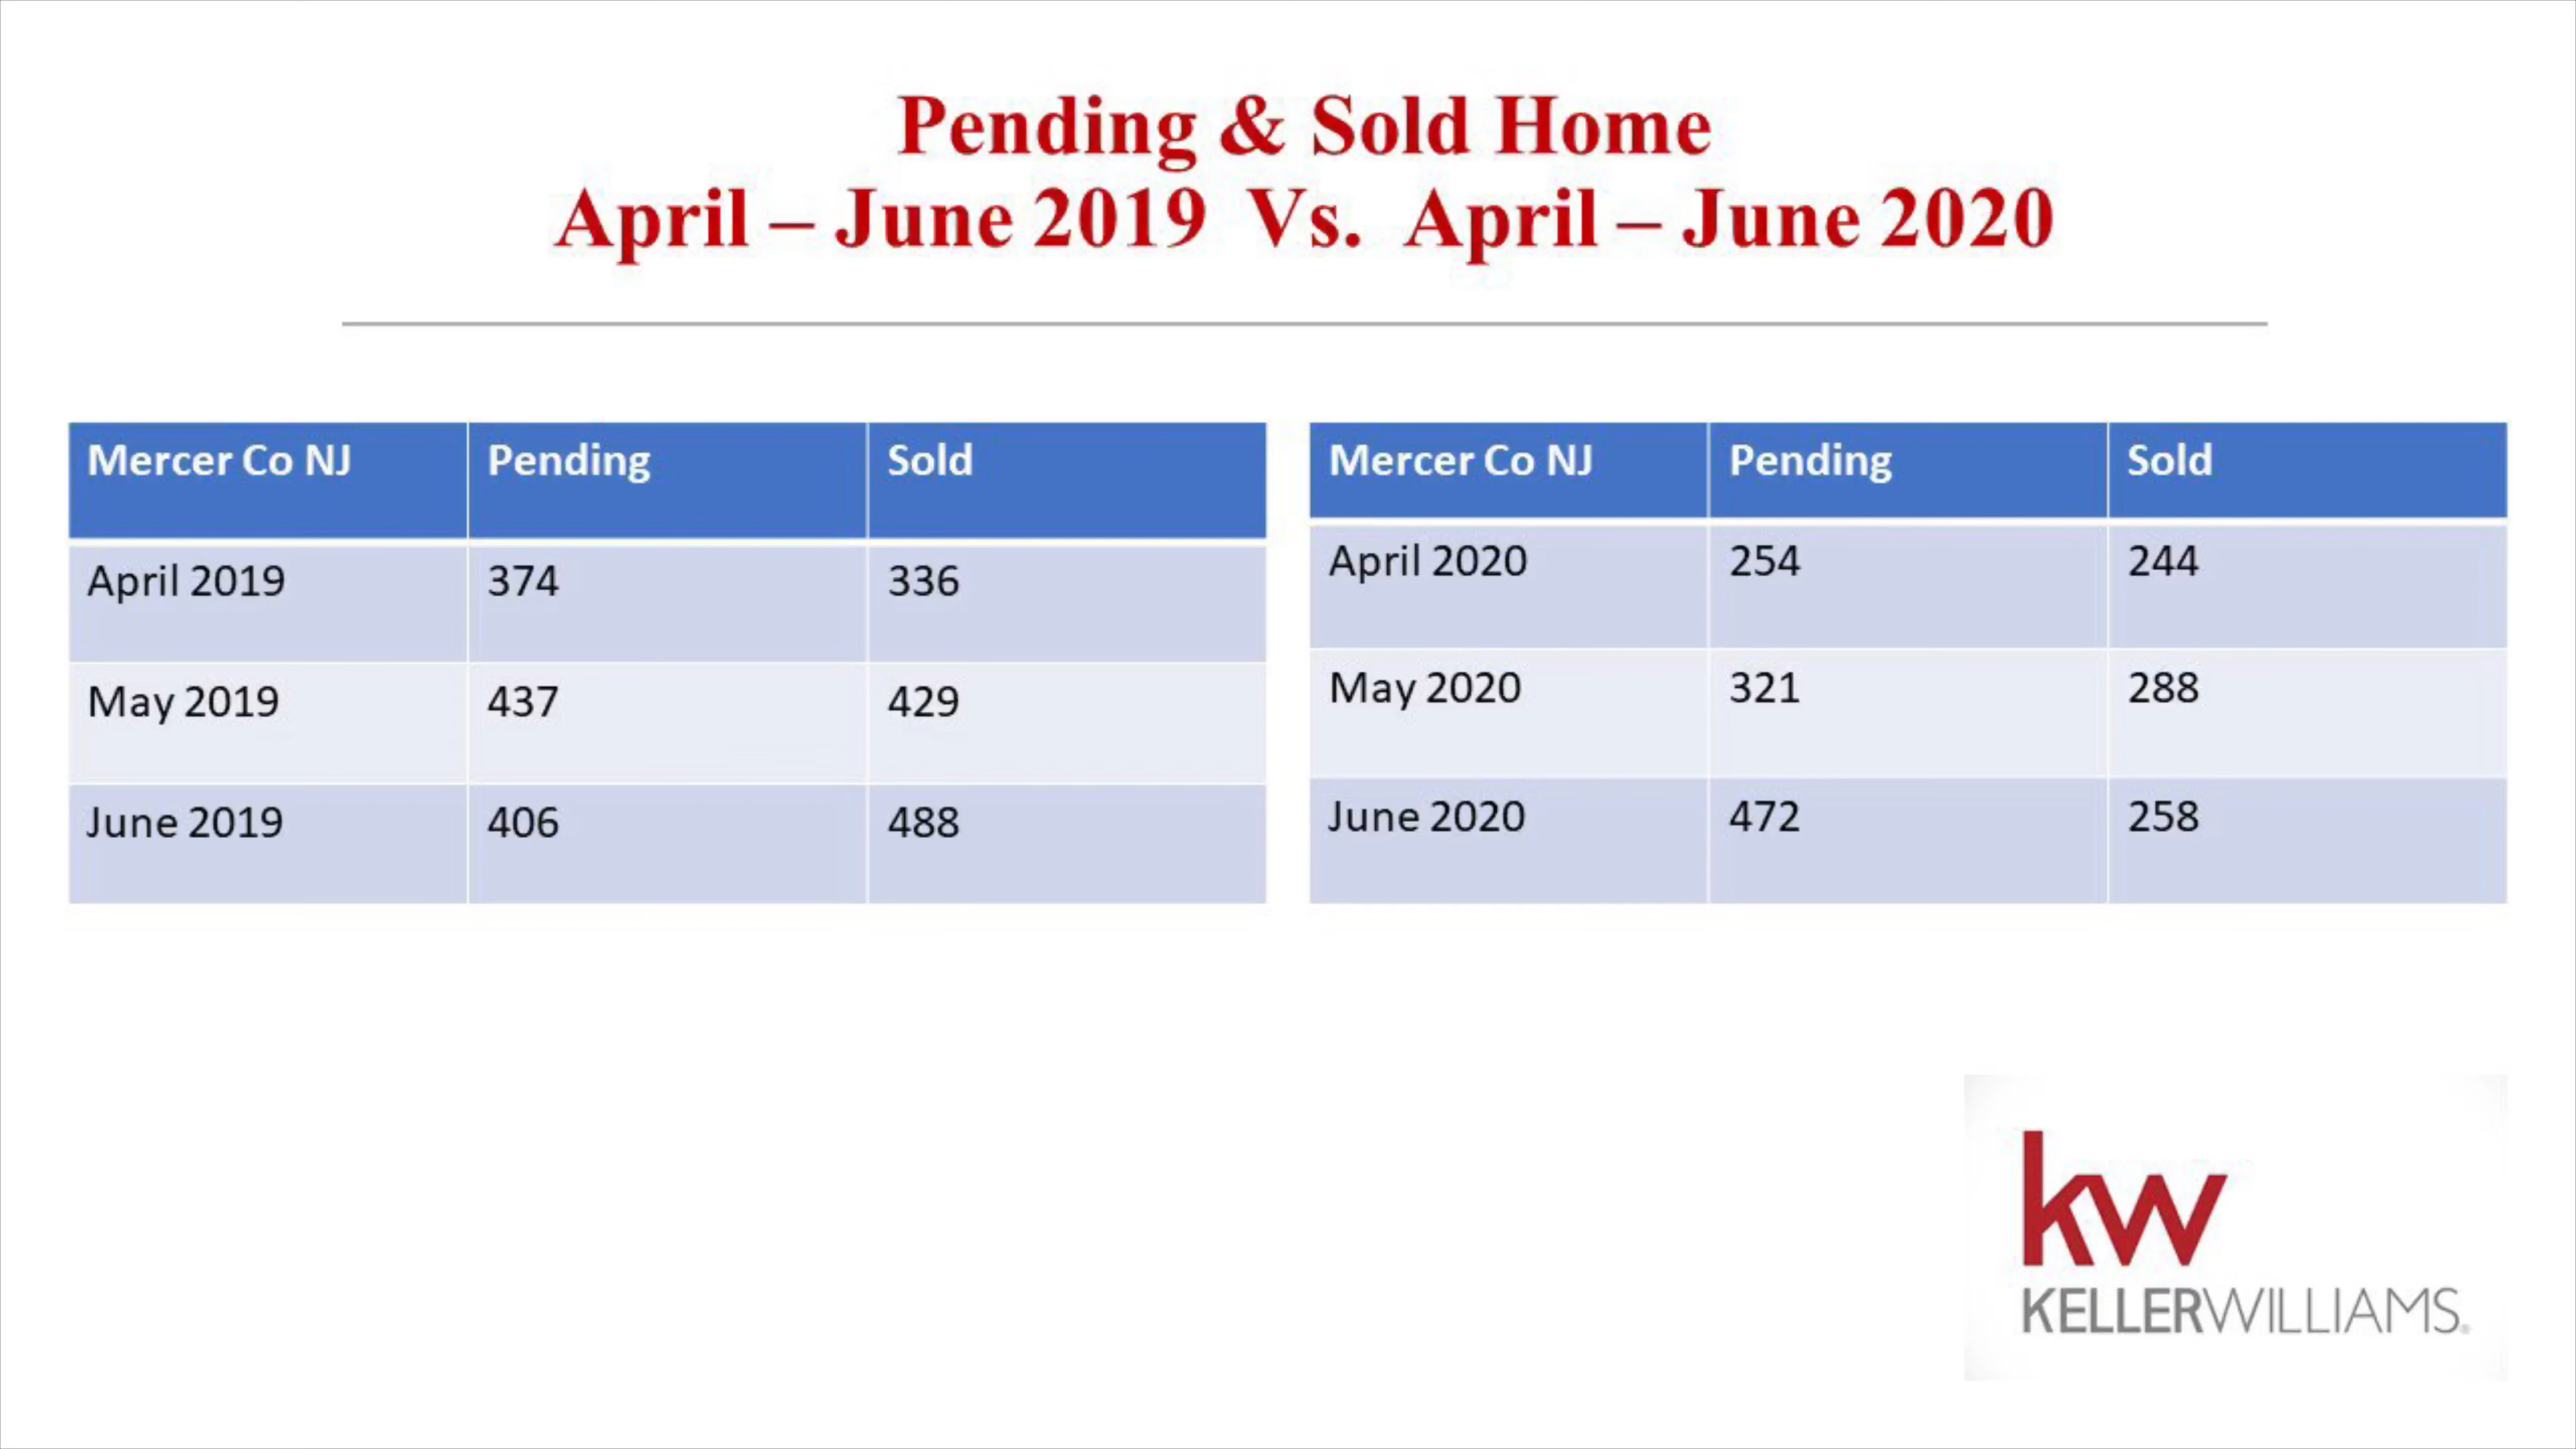 Pending & Sold Home
April – June 2019 Vs. April – June 2020
Mercer Co NJ Pending Sold
April 2019 374 336
May 2019 437 429
June 2019 406 488
Mercer Co NJ Pending Sold
April 2020 254 244
May 2020 321 288
June 2020 472 258
kw
KELLERWILLIAMS®